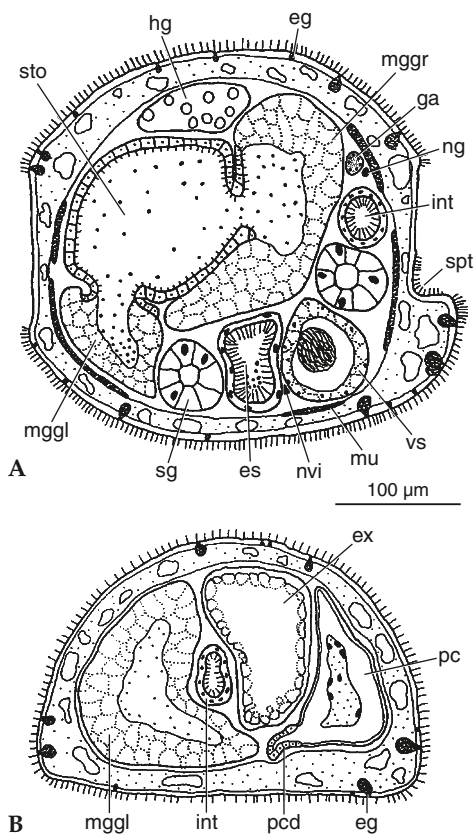 hg
eg
sto
mggr
ga
ng
int
spt
mggl
vs
A
sg
es
nvi
mu
100 µm
ex
pc
B
mggl
int
pcd
eg